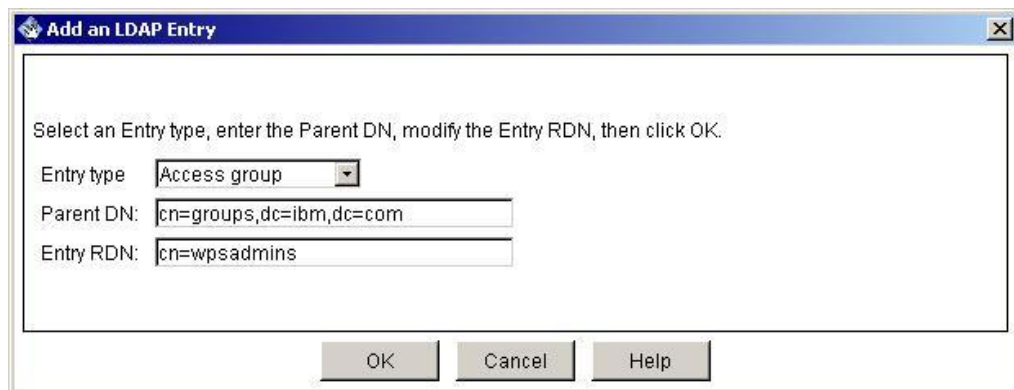 Add an LDAP Entry
Select an Entry type, enter the Parent DN, modify the Entry RDN, then click OK.
Entry type Access group
Parent DN: cn=groups,dc=ibm,dc=com
Entry RDN: cn=wpsadmins
OK Cancel Help